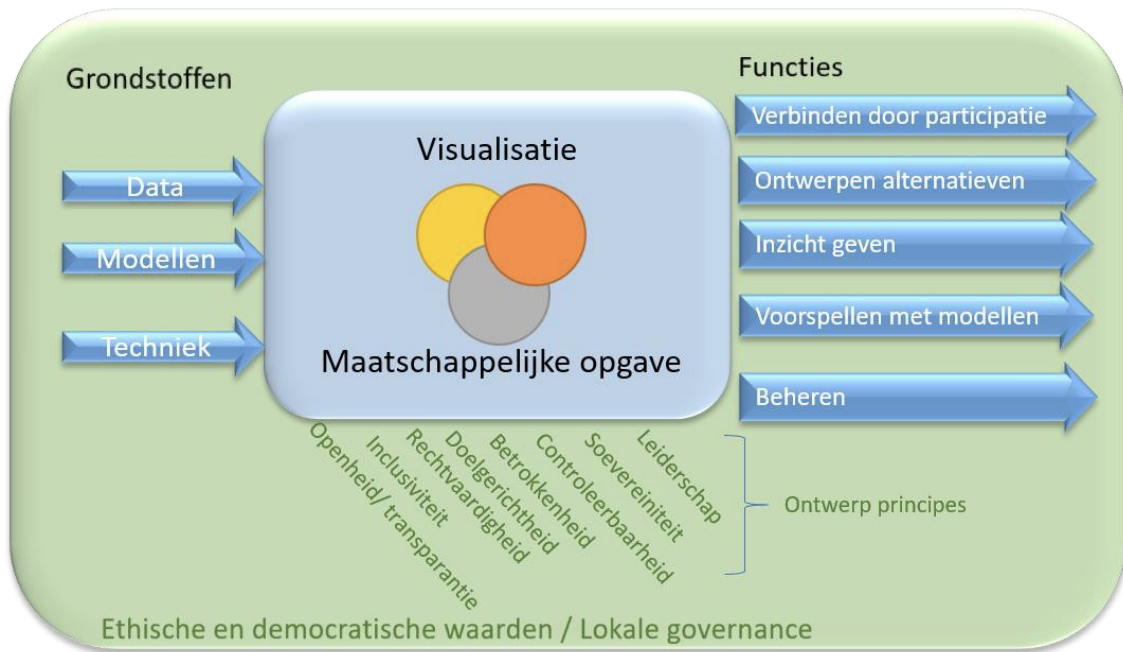 Grondstoffen
Functies
Data
Modellen
Techniek
Visualisatie
Maatschappelijke opgave
Verbinden door participatie
Ontwerpen alternatieven
Inzicht geven
Voorspellen met modellen
Beheren
Openheid/ transparantie
Inclusiviteit
Rechtvaardigheid
Doelgerichtheid
Betrokkenheid
Controleerbaarheid
Soevereiniteit
Leiderschap
Ontwerp principes
Ethische en democratische waarden / Lokale governance